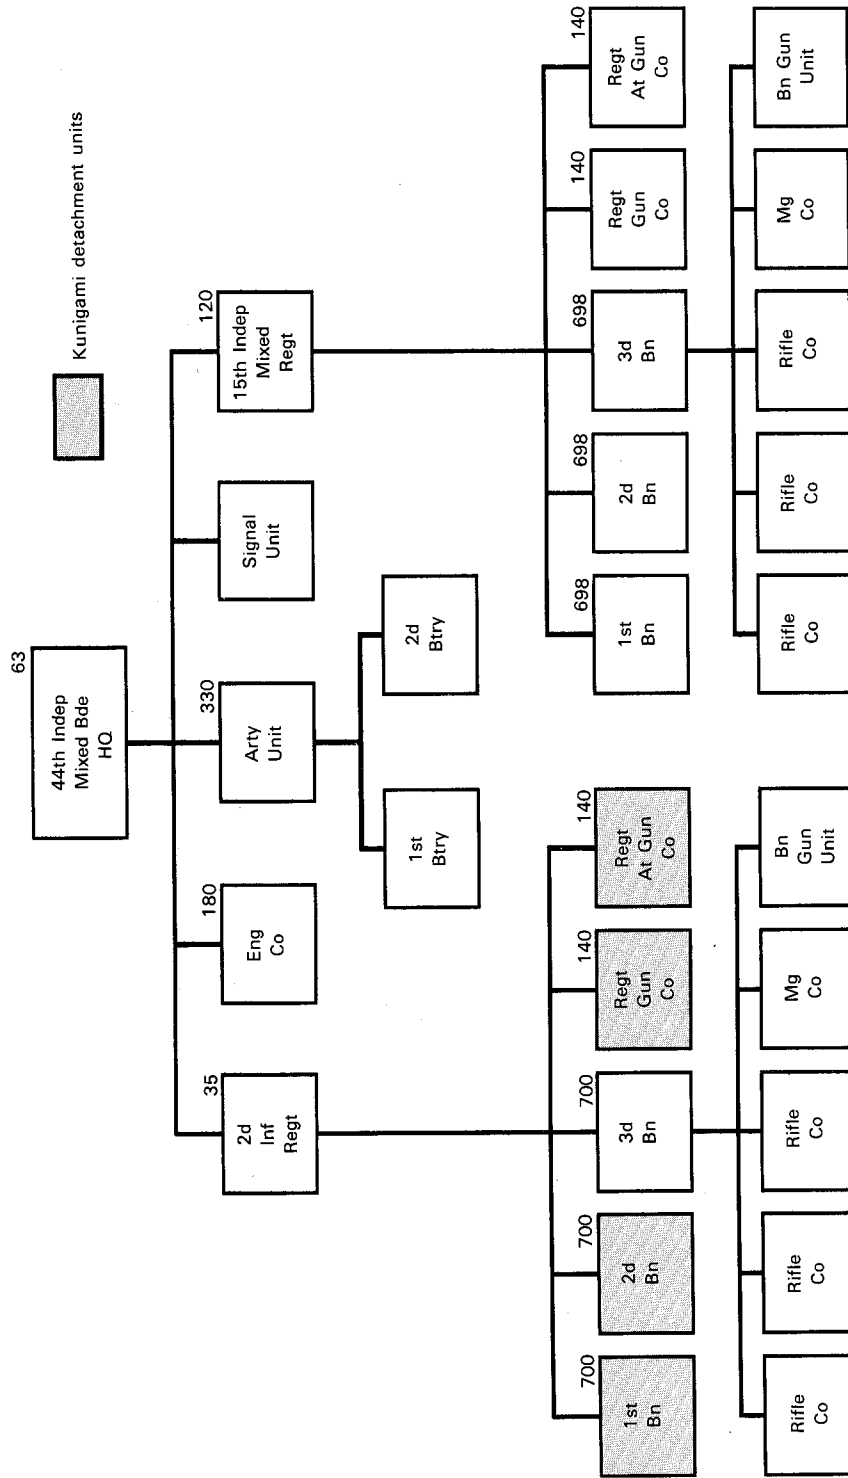 63
44th Indep
Mixed Bde
HQ
Kunigami detachment units
35
2d
Inf
Regt
180
Eng
Co
330
Arty
Unit
Signal
Unit
120
15th Indep
Mixed
Regt
1st
Btry
2d
Btry
700
1st
Bn
700
2d
Bn
700
3d
Bn
140
Regt
Gun
Co
140
Regt
At Gun
Co
698
1st
Bn
698
2d
Bn
698
3d
Bn
140
Regt
Gun
Co
140
Regt
At Gun
Co
Rifle
Co
Rifle
Co
Rifle
Co
Mg
Co
Bn
Gun
Unit
Rifle
Co
Rifle
Co
Rifle
Co
Mg
Co
Bn Gun
Unit